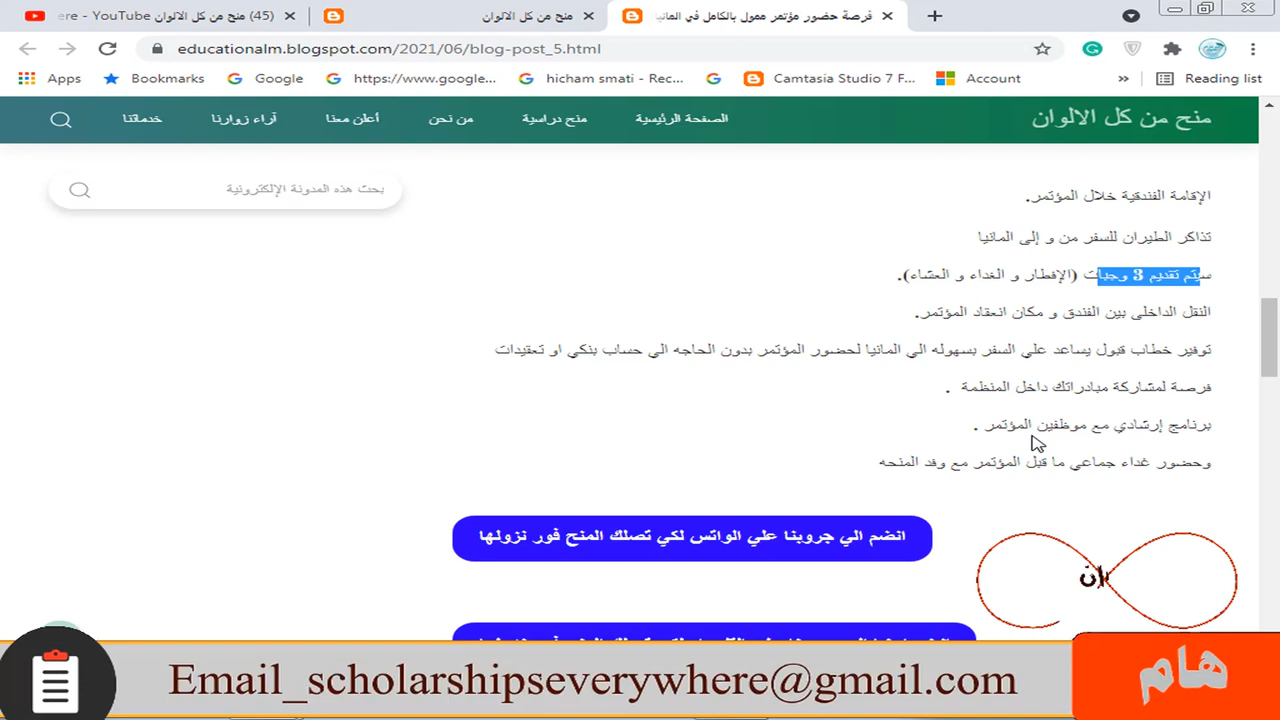 (45) منح من كل الالوان YouTube - ere
منح من كل الالوان
فرصة حضور مؤتمر ممول بالكامل في المانيا
educationalm.blogspot.com/2021/06/blog-post_5.html
Apps Bookmarks Google https://www.google... hicham smati - Rec... Camtasia Studio 7 F... Account » Reading list
منح من كل الالوان
الصفحة الرئيسية منح دراسية من نحن أعلن معنا آراء زوارنا خدماتنا
بحث هذه المدونة الإلكترونية
الإقامة الفندقية خلال المؤتمر.
تذاكر الطيران للسفر من و إلى المانيا
سيتم تقديم 3 وجبات (الإفطار و الغداء و العشاء).
النقل الداخلى بين الفندق و مكان انعقاد المؤتمر.
توفير خطاب قبول يساعد علي السفر بسهوله الى المانيا لحضور المؤتمر بدون الحاجه الى حساب بنكي او تعقيدات
فرصة لمشاركة مبادراتك داخل المنظمة .
برنامج إرشادي مع موظفين المؤتمر .
وحضور غداء جماعي ما قبل المؤتمر مع وفد المنحه
انضم الي جروبنا علي الواتس لكي تصلك المنح فور نزولها
Email_scholarshipseverywhere@gmail.com
هام